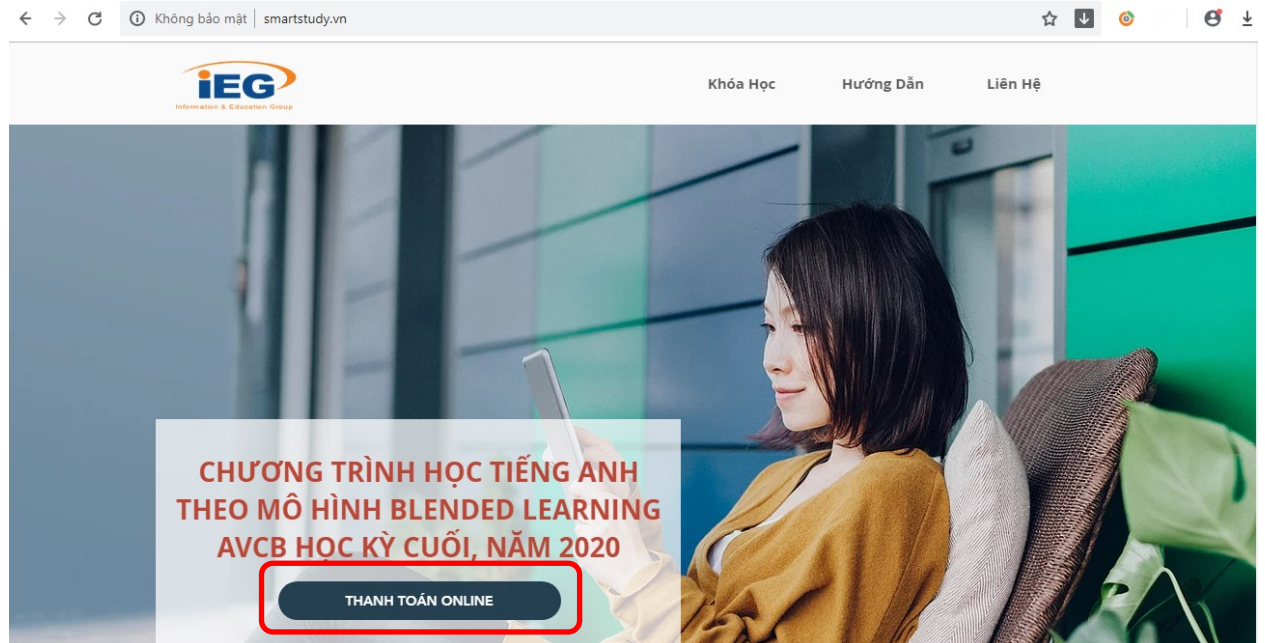 Không bảo mật smartstudy.vn
iEG
Information & Education Group
Khóa Học Hướng Dẫn Liên Hệ
CHƯƠNG TRÌNH HỌC TIẾNG ANH
THEO MÔ HÌNH BLENDED LEARNING
AVCB HỌC KỲ CUỐI, NĂM 2020
THANH TOÁN ONLINE